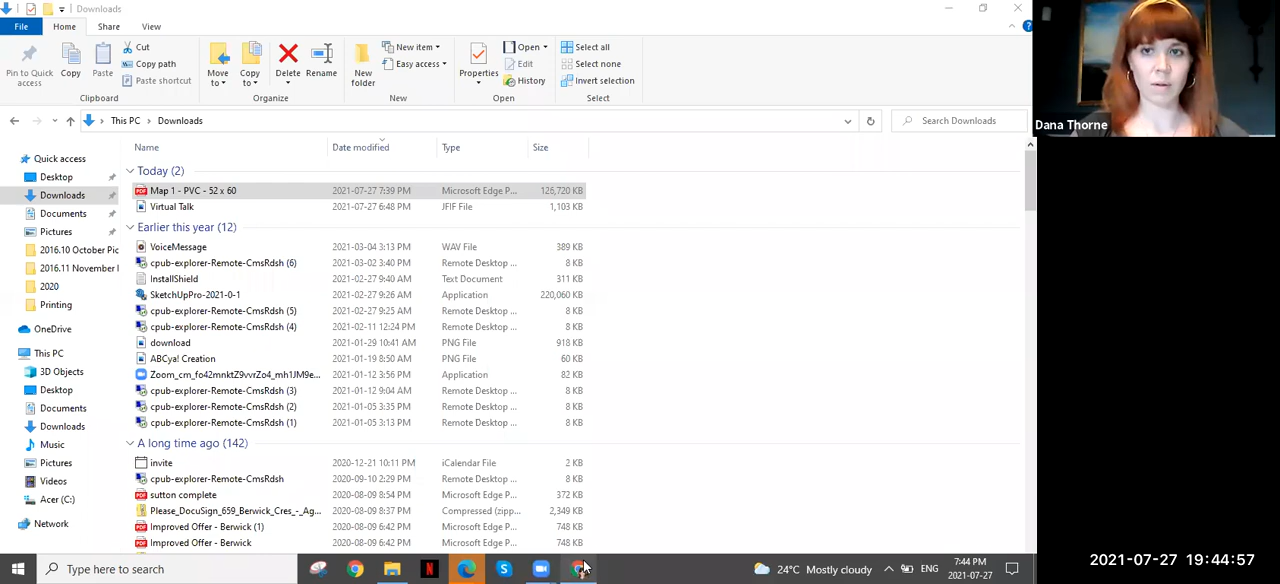 Downloads
File Home Share View
Pin to Quick access
Copy
Paste
Cut
Copy path
Paste shortcut
Clipboard
Move to
Copy to
Delete
Rename
Organize
New folder
New item
Easy access
New
Properties
Open
Edit
History
Open
Select all
Select none
Invert selection
Select
Dana Thorne
This PC > Downloads
Search Downloads
Quick access
Desktop
Downloads
Documents
Pictures
2016.10 October Pic
2016.11 November I
2020
Printing
OneDrive
This PC
3D Objects
Desktop
Documents
Downloads
Music
Pictures
Videos
Acer (C:)
Network
Name Date modified Type Size
Today (2)
Map 1 - PVC - 52 x 60 2021-07-27 7:39 PM Microsoft Edge P... 126,720 KB
Virtual Talk 2021-07-27 6:48 PM JFIF File 1,103 KB
Earlier this year (12)
VoiceMessage 2021-03-04 3:13 PM WAV File 389 KB
cpub-explorer-Remote-CmsRdsh (6) 2021-03-02 3:40 PM Remote Desktop ... 8 KB
InstallShield 2021-02-27 9:40 AM Text Document 311 KB
SketchUpPro-2021-0-1 2021-02-27 9:26 AM Application 220,060 KB
cpub-explorer-Remote-CmsRdsh (5) 2021-02-27 9:25 AM Remote Desktop ... 8 KB
cpub-explorer-Remote-CmsRdsh (4) 2021-02-11 12:24 PM Remote Desktop ... 8 KB
download 2021-01-29 10:41 AM PNG File 918 KB
ABCya! Creation 2021-01-19 8:50 AM PNG File 60 KB
Zoom_cm_fo42mnktZ9vvrZo4_mh1JM9e... 2021-01-12 3:56 PM Application 82 KB
cpub-explorer-Remote-CmsRdsh (3) 2021-01-12 9:04 AM Remote Desktop ... 8 KB
cpub-explorer-Remote-CmsRdsh (2) 2021-01-05 3:35 PM Remote Desktop ... 8 KB
cpub-explorer-Remote-CmsRdsh (1) 2021-01-05 3:13 PM Remote Desktop ... 8 KB
A long time ago (142)
invite 2020-12-21 10:11 PM iCalendar File 2 KB
cpub-explorer-Remote-CmsRdsh 2020-09-10 2:29 PM Remote Desktop ... 8 KB
sutton complete 2020-08-09 8:54 PM Microsoft Edge P... 372 KB
Please_DocuSign_659_Berwick_Cres_-_Ag... 2020-08-09 8:37 PM Compressed (zipp... 2,349 KB
Improved Offer - Berwick (1) 2020-08-09 6:42 PM Microsoft Edge P... 748 KB
Improved Offer - Berwick 2020-08-09 6:42 PM Microsoft Edge P... 748 KB
Type here to search
N
S
24°C Mostly cloudy
ENG
7:44 PM
2021-07-27
2021-07-27 19:44:57